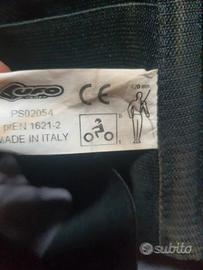 UFO
CE
PS02054
prEN 1621-2
MADE IN ITALY
subito